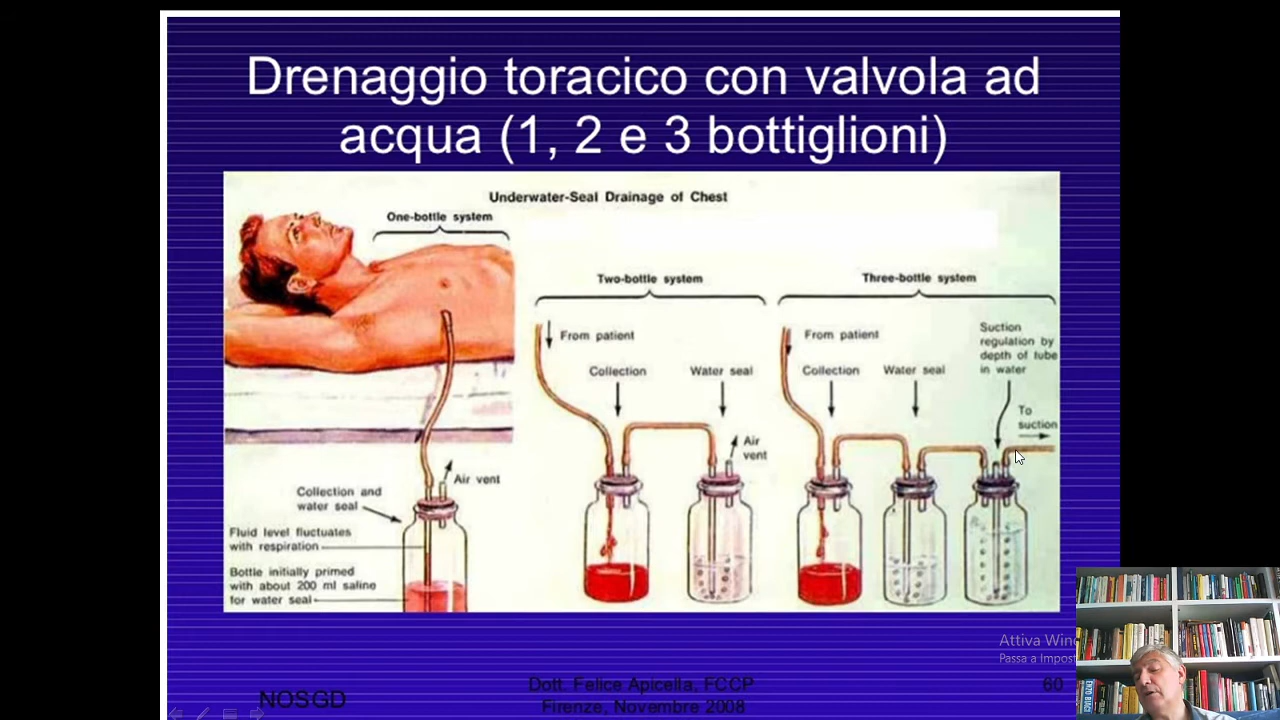 Drenaggio toracico con valvola ad
acqua (1, 2 e 3 bottiglioni)
Underwater-Seal Drainage of Chest
One-bottle system
Two-bottle system
Three-bottle system
From patient
Collection
Water seal
Air
vent
From patient
Collection
Water seal
Suction
regulation by
depth of tube
in water
To
suction
Air vent
Collection and
water seal
Fluid level fluctuates
with respiration
Bottle initially primed
with about 200 ml saline
for water seal
Attiva Wind
Passa a Impost
NOSGD
Dott. Felice Apicella, FCCP
Firenze, Novembre 2008
60